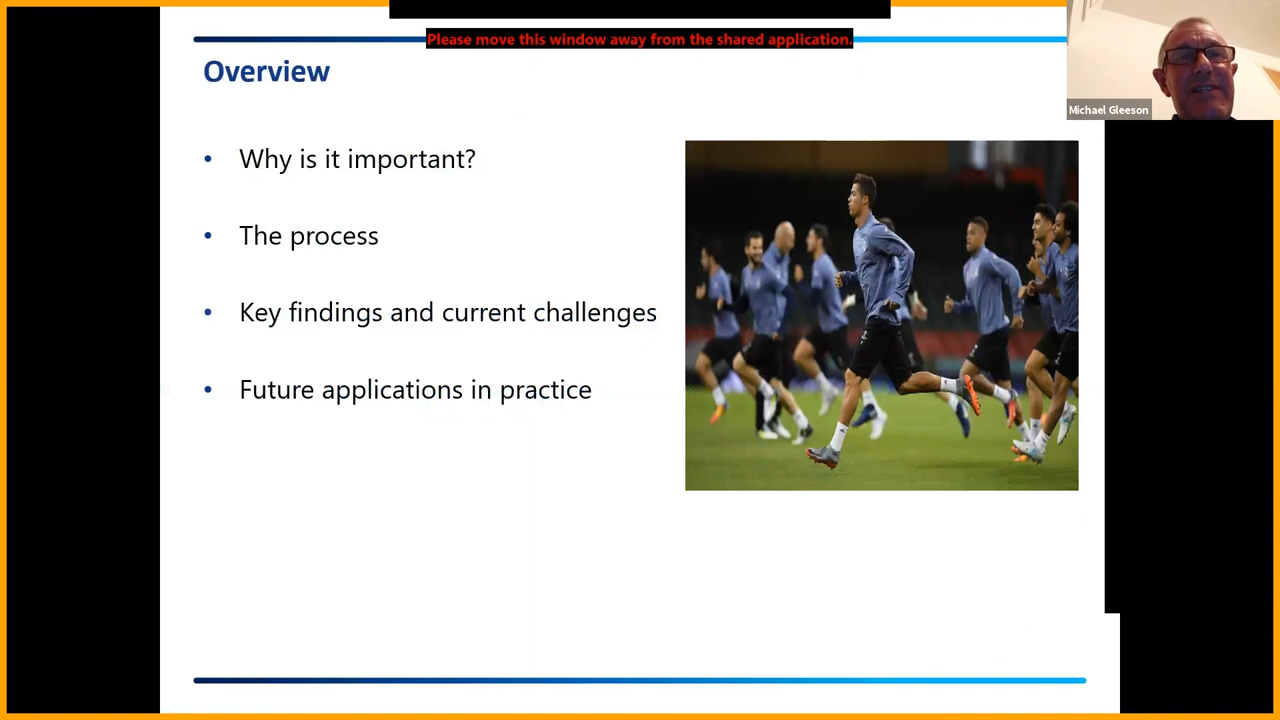 Please move this window away from the shared application.
Overview
Michael Gleeson
• Why is it important?
• The process
• Key findings and current challenges
• Future applications in practice